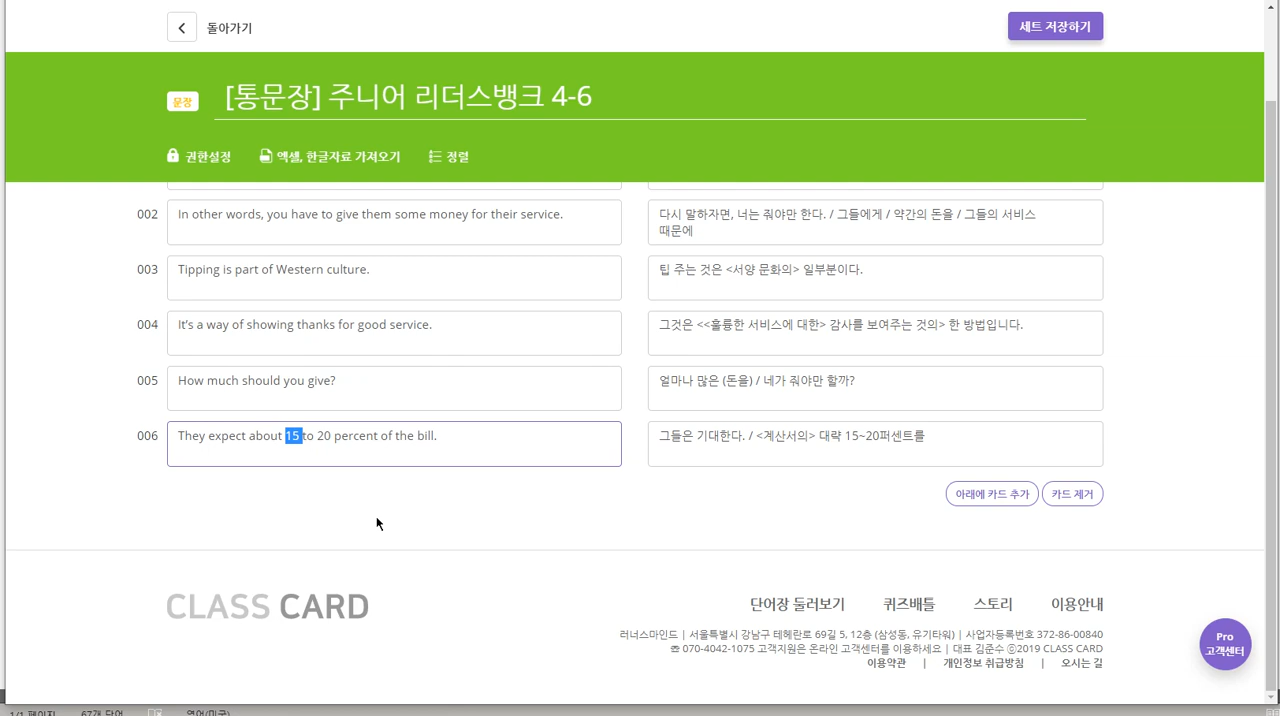 돌아가기
세트 저장하기
문장
[통문장] 주니어 리더스뱅크 4-6
권한설정
엑셀, 한글자료 가져오기
정렬
002
In other words, you have to give them some money for their service.
다시 말하자면, 너는 줘야만 한다. / 그들에게 / 약간의 돈을 / 그들의 서비스
때문에
003
Tipping is part of Western culture.
팁 주는 것은 <서양 문화의> 일부분이다.
004
It's a way of showing thanks for good service.
그것은 <<훌륭한 서비스에 대한> 감사를 보여주는 것의> 한 방법입니다.
005
How much should you give?
얼마나 많은 (돈을) / 네가 줘야만 할까?
006
They expect about 15 to 20 percent of the bill.
그들은 기대한다. / <계산서의> 대략 15~20퍼센트를
아래에 카드 추가
카드 제거
CLASS CARD
단어장 둘러보기
퀴즈배틀
스토리
이용안내
러너스마인드 | 서울특별시 강남구 테헤란로 69길 5, 12층 (삼성동, 유기타워) | 사업자등록번호 372-86-00840
☎ 070-4042-1075 고객지원은 온라인 고객센터를 이용하세요 | 대표 김준수 ⓒ2019 CLASS CARD
이용약관 | 개인정보 취급방침 | 오시는 길
Pro
고객센터
1/1 페이지
67개 단어
영어(미국)